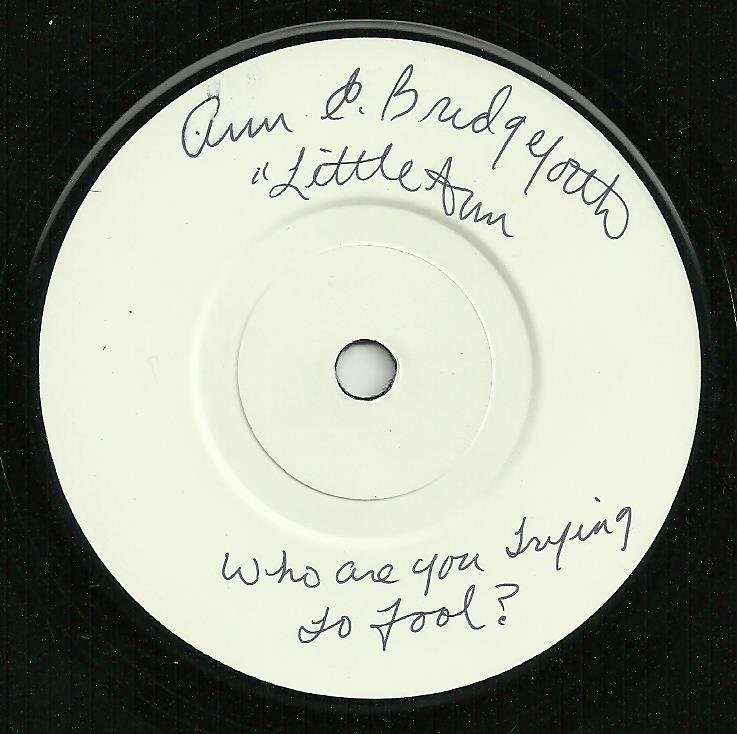 Ann B. Bridgeforth
"Little Ann
Who are you trying
to fool?